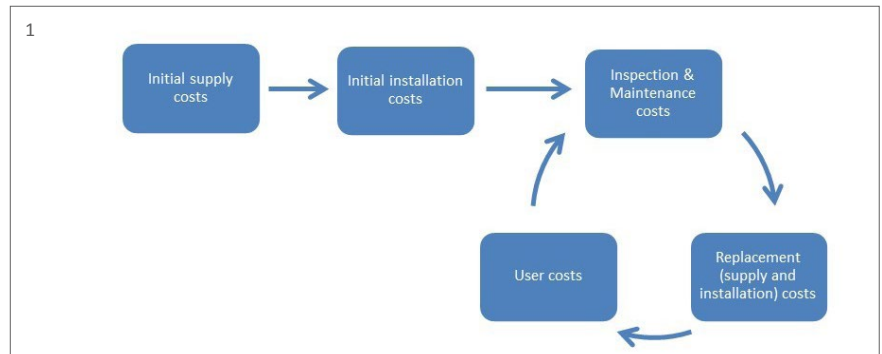 1
Initial supply
costs
Initial installation
costs
Inspection &
Maintenance
costs
User costs
Replacement
(supply and
installation) costs